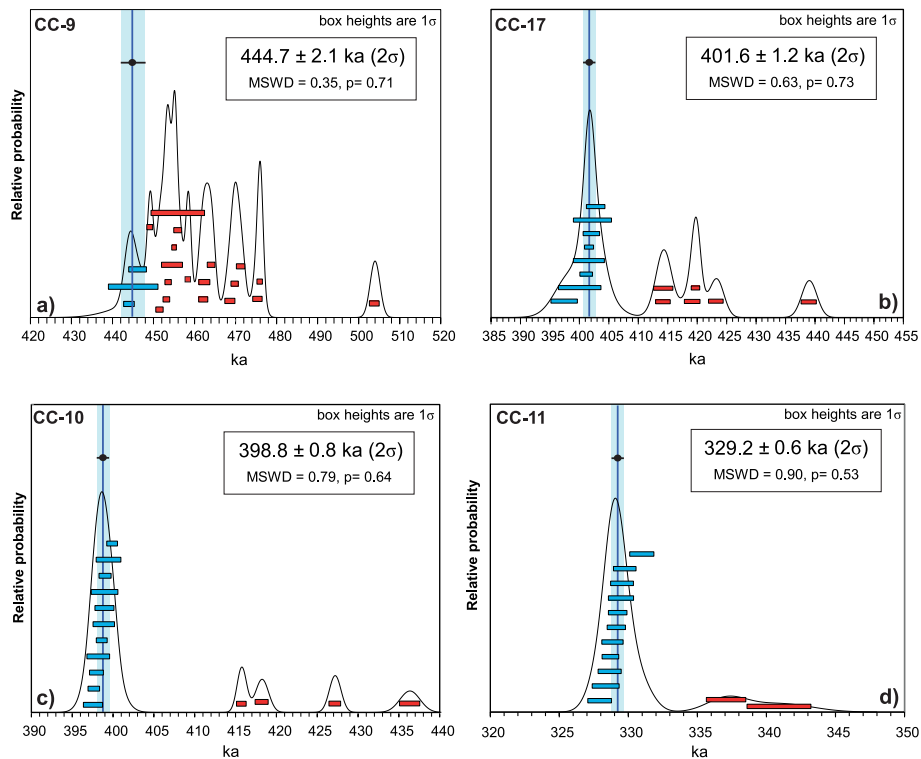 CC-9
box heights are 1σ
444.7 ± 2.1 ka (2σ)
MSWD = 0.35, p= 0.71
Relative probability
a)
420 430 440 450 460 470 480 490 500 510 520
ka
CC-17
box heights are 1σ
401.6 ± 1.2 ka (2σ)
MSWD = 0.63, p= 0.73
Relative probability
b)
385 390 395 400 405 410 415 420 425 430 435 440 445 450 455
ka
CC-10
box heights are 1σ
398.8 ± 0.8 ka (2σ)
MSWD = 0.79, p= 0.64
Relative probability
c)
390 395 400 405 410 415 420 425 430 435 440
ka
CC-11
box heights are 1σ
329.2 ± 0.6 ka (2σ)
MSWD = 0.90, p= 0.53
Relative probability
d)
320 325 330 335 340 345 350
ka